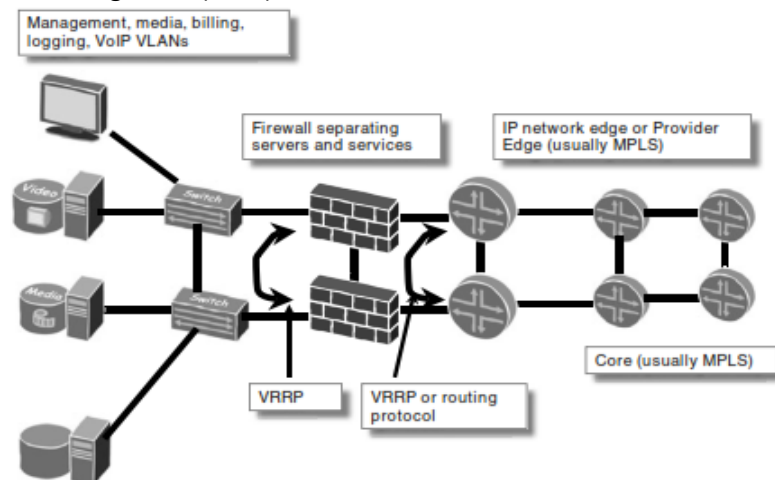 Management, media, billing,
logging, VoIP VLANs
Firewall separating
servers and services
IP network edge or Provider
Edge (usually MPLS)
Video
Switch
Media
Switch
VRRP
VRRP or routing
protocol
Core (usually MPLS)